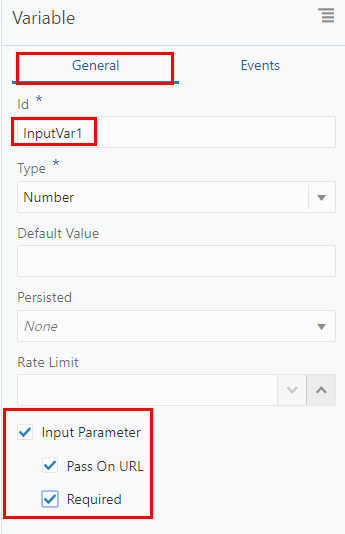 Variable
General Events
Id *
InputVar1
Type *
Number
Default Value
Persisted
None
Rate Limit
Input Parameter
Pass On URL
Required